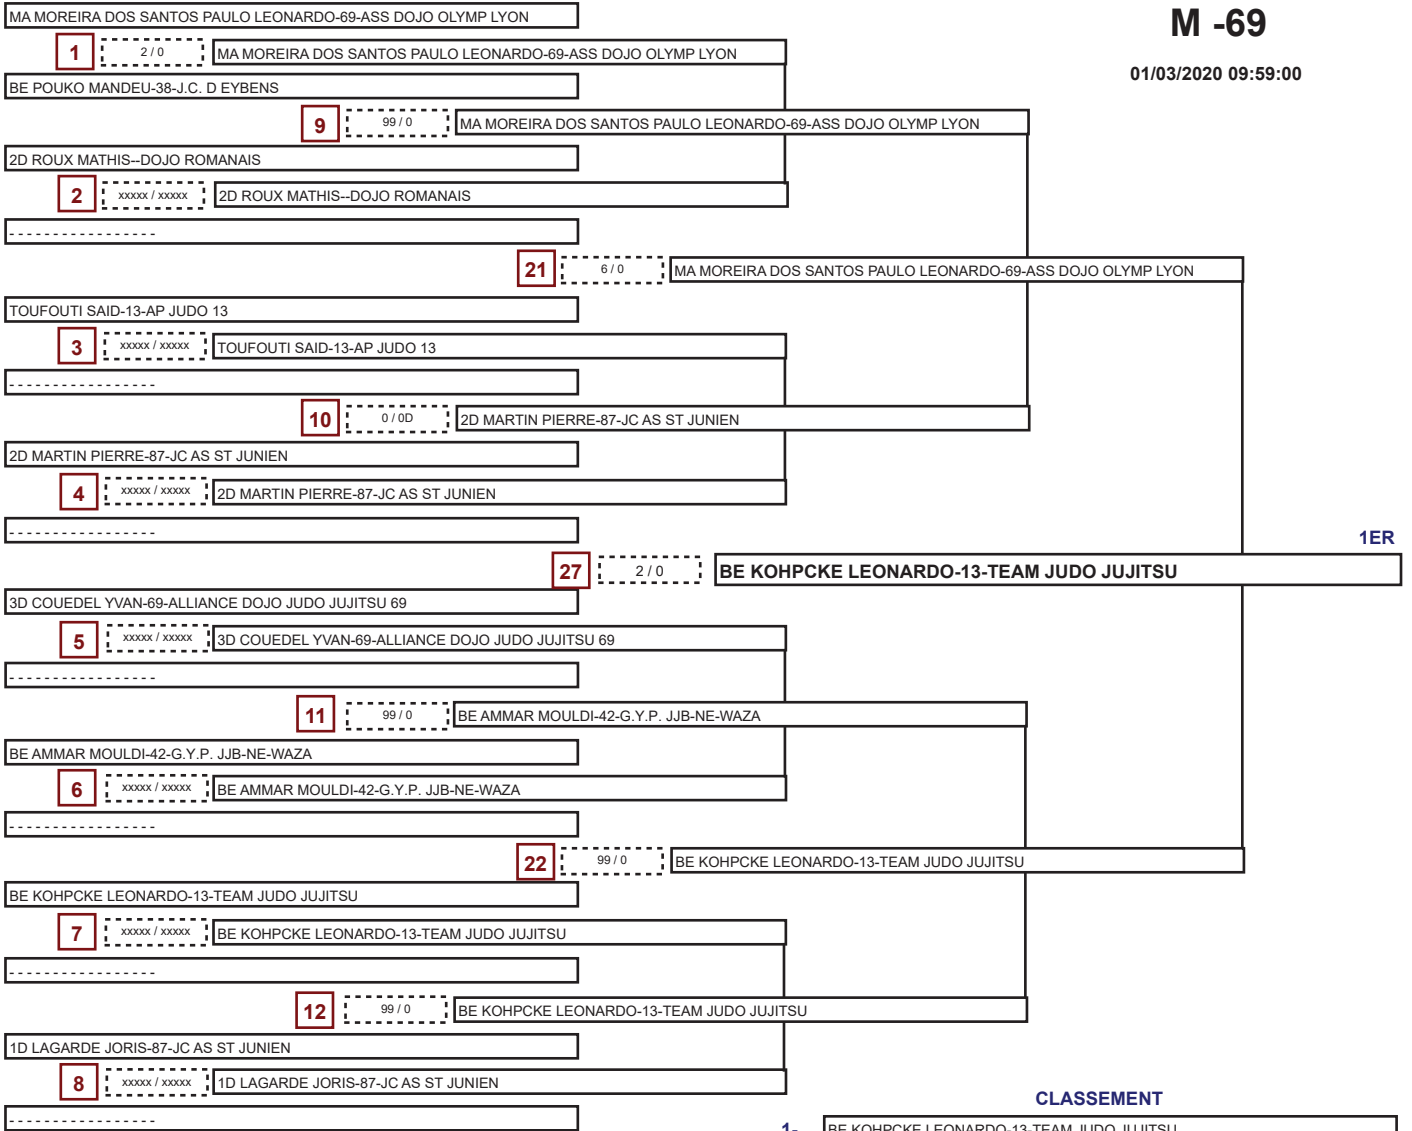 MA MOREIRA DOS SANTOS PAULO LEONARDO-69-ASS DOJO OLYMP LYON
M -69
1 2 / 0 MA MOREIRA DOS SANTOS PAULO LEONARDO-69-ASS DOJO OLYMP LYON
01/03/2020 09:59:00
BE POUKO MANDEU-38-J.C. D EYBENS
9 99 / 0 MA MOREIRA DOS SANTOS PAULO LEONARDO-69-ASS DOJO OLYMP LYON
2D ROUX MATHIS--DOJO ROMANAIS
2 xxxxx / xxxxx 2D ROUX MATHIS--DOJO ROMANAIS
- - - - - - - - - - - - - - - - -
21 6 / 0 MA MOREIRA DOS SANTOS PAULO LEONARDO-69-ASS DOJO OLYMP LYON
TOUFOUTI SAID-13-AP JUDO 13
3 xxxxx / xxxxx TOUFOUTI SAID-13-AP JUDO 13
- - - - - - - - - - - - - - - - -
10 0 / 0D 2D MARTIN PIERRE-87-JC AS ST JUNIEN
2D MARTIN PIERRE-87-JC AS ST JUNIEN
4 xxxxx / xxxxx 2D MARTIN PIERRE-87-JC AS ST JUNIEN
- - - - - - - - - - - - - - - - -
1ER
27 2 / 0 BE KOHPCKE LEONARDO-13-TEAM JUDO JUJITSU
3D COUEDEL YVAN-69-ALLIANCE DOJO JUDO JUJITSU 69
5 xxxxx / xxxxx 3D COUEDEL YVAN-69-ALLIANCE DOJO JUDO JUJITSU 69
- - - - - - - - - - - - - - - - -
11 99 / 0 BE AMMAR MOULDI-42-G.Y.P. JJB-NE-WAZA
BE AMMAR MOULDI-42-G.Y.P. JJB-NE-WAZA
6 xxxxx / xxxxx BE AMMAR MOULDI-42-G.Y.P. JJB-NE-WAZA
- - - - - - - - - - - - - - - - -
22 99 / 0 BE KOHPCKE LEONARDO-13-TEAM JUDO JUJITSU
BE KOHPCKE LEONARDO-13-TEAM JUDO JUJITSU
7 xxxxx / xxxxx BE KOHPCKE LEONARDO-13-TEAM JUDO JUJITSU
- - - - - - - - - - - - - - - - -
12 99 / 0 BE KOHPCKE LEONARDO-13-TEAM JUDO JUJITSU
1D LAGARDE JORIS-87-JC AS ST JUNIEN
8 xxxxx / xxxxx 1D LAGARDE JORIS-87-JC AS ST JUNIEN
CLASSEMENT
- - - - - - - - - - - - - - - - -
1- BE KOHPCKE LEONARDO-13-TEAM JUDO JUJITSU